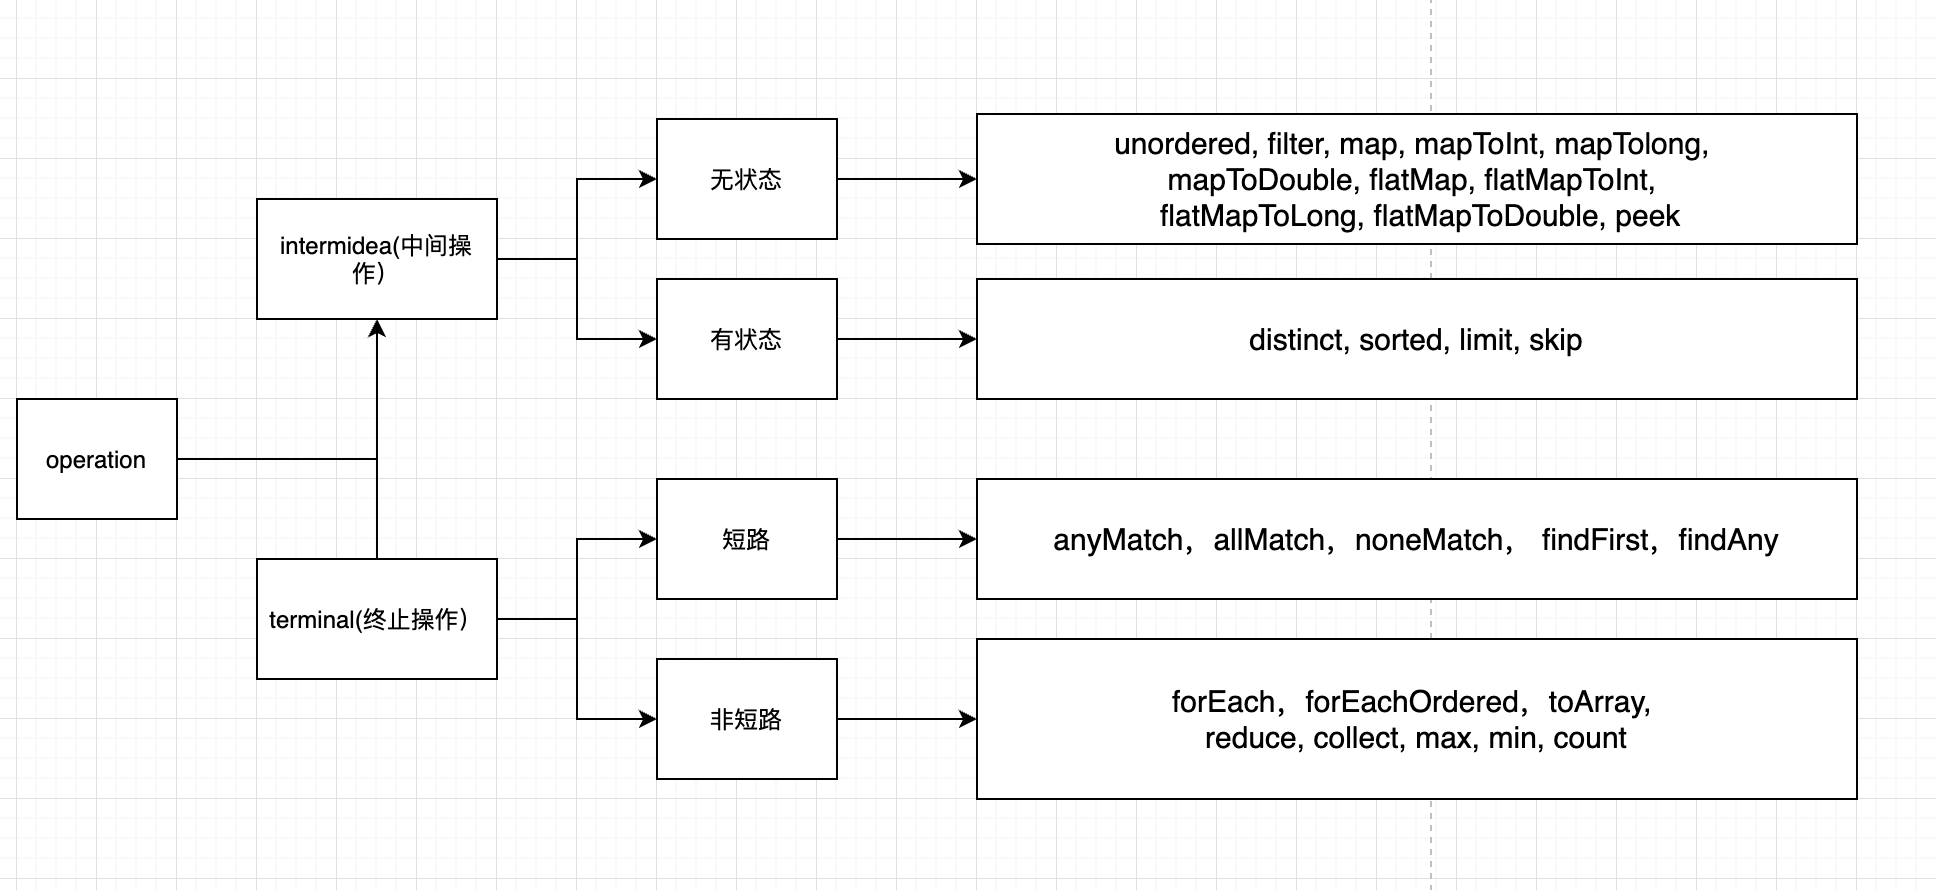 operation
intermidea(中间操
作）
terminal(终止操作）
无状态
unordered, filter, map, mapToInt, mapTolong,
mapToDouble, flatMap, flatMapToInt,
flatMapToLong, flatMapToDouble, peek
有状态
distinct, sorted, limit, skip
短路
anyMatch，allMatch，noneMatch， findFirst，findAny
非短路
forEach，forEachOrdered，toArray,
reduce, collect, max, min, count